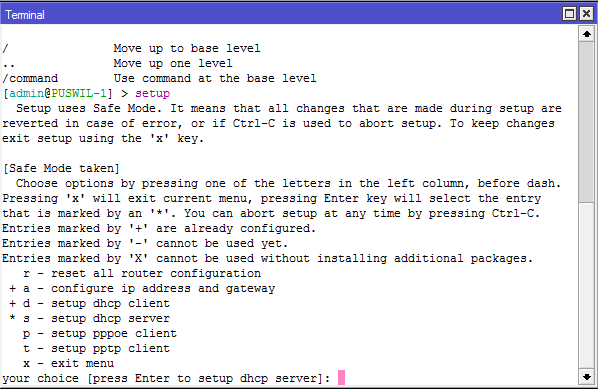 Terminal
/               Move up to base level
..              Move up one level
/command        Use command at the base level
[admin@PUSWIL-1] > setup
  Setup uses Safe Mode. It means that all changes that are made during setup are
reverted in case of error, or if Ctrl-C is used to abort setup. To keep changes
exit setup using the 'x' key.
[Safe Mode taken]
  Choose options by pressing one of the letters in the left column, before dash.
Pressing 'x' will exit current menu, pressing Enter key will select the entry
that is marked by an '*'. You can abort setup at any time by pressing Ctrl-C.
Entries marked by '+' are already configured.
Entries marked by '-' cannot be used yet.
Entries marked by 'X' cannot be used without installing additional packages.
   r - reset all router configuration
 + a - configure ip address and gateway
 + d - setup dhcp client
 * s - setup dhcp server
   p - setup pppoe client
   t - setup pptp client
   x - exit menu
your choice [press Enter to setup dhcp server]: